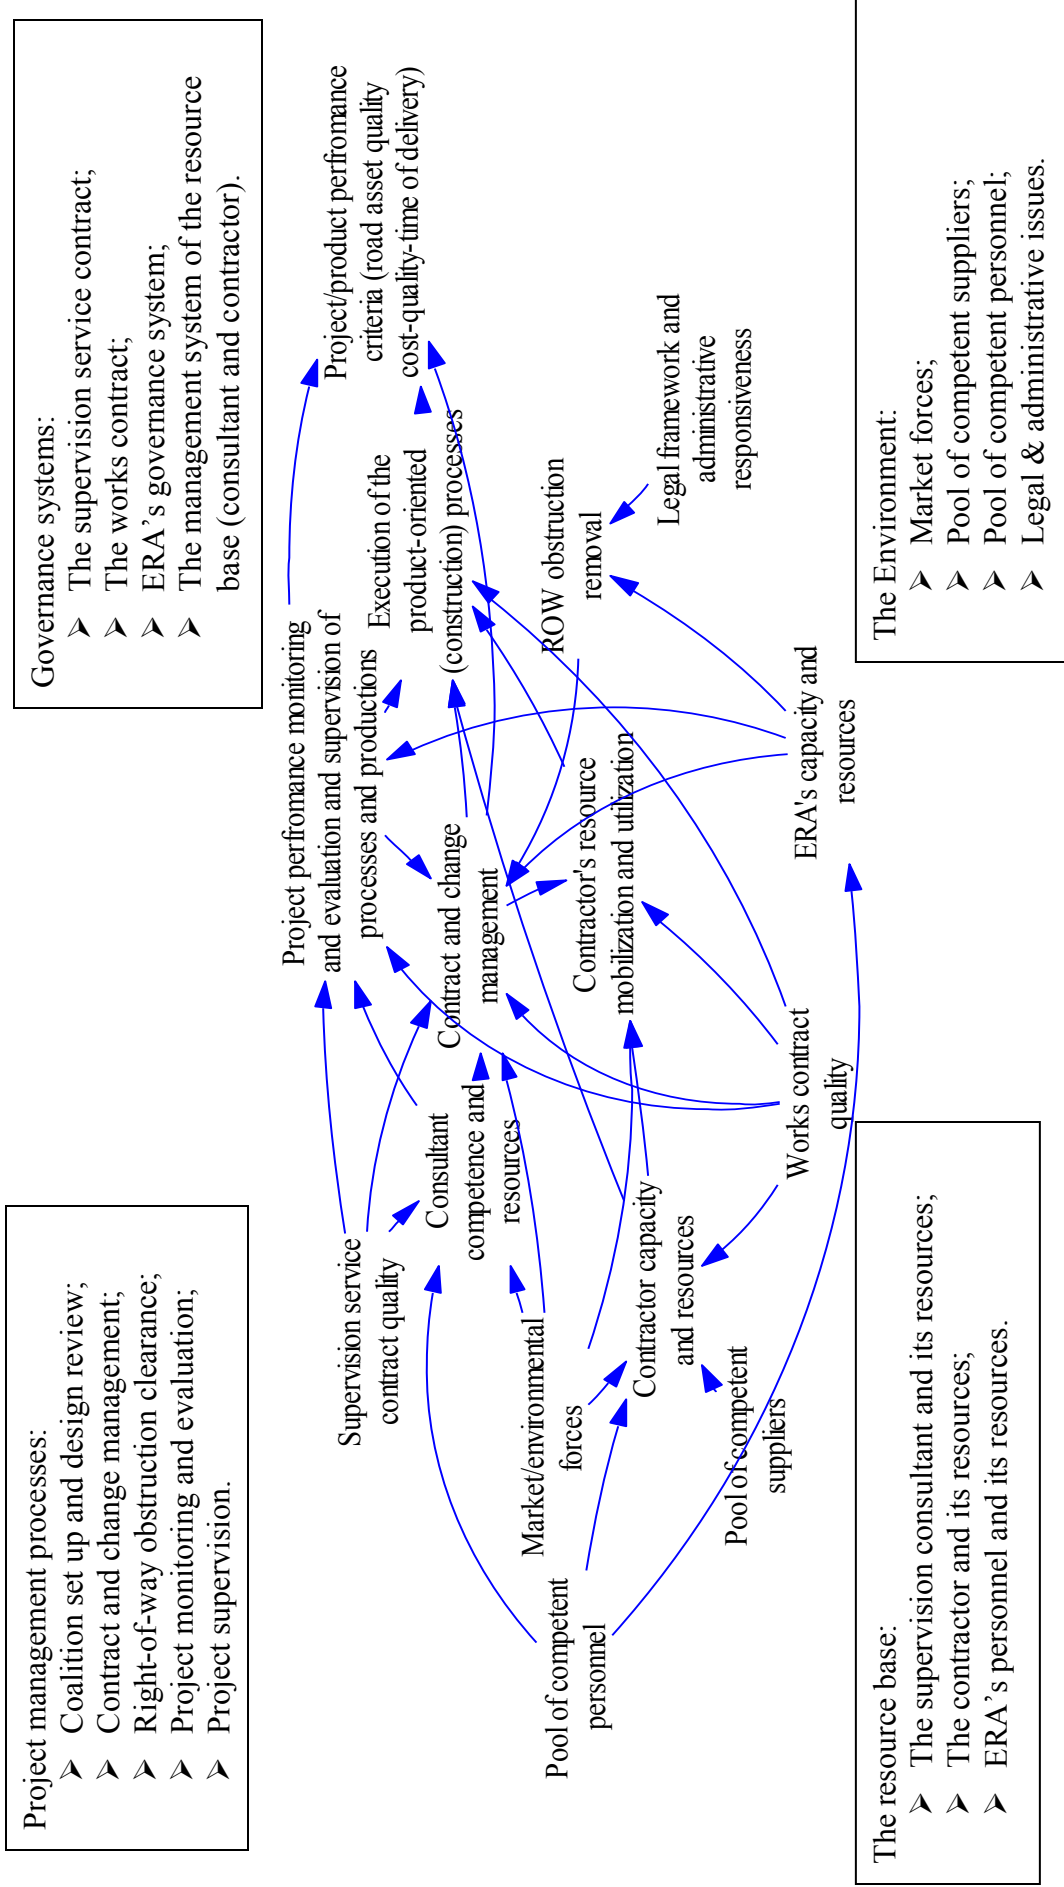 Project management processes:
➢ Coalition set up and design review;
➢ Contract and change management;
➢ Right-of-way obstruction clearance;
➢ Project monitoring and evaluation;
➢ Project supervision.
Governance systems:
➢ The supervision service contract;
➢ The works contract;
➢ ERA’s governance system;
➢ The management system of the resource
base (consultant and contractor).
Project perfromance monitoring
and evaluation and supervision of
processes and productions
Project/product perfromance
criteria (road asset quality
cost-quality-time of delivery)
Supervision service
contract quality
Execution of the
product-oriented
(construction) processes
Consultant
competence and
resources
Contract and change
management
Market/environmental
forces
Pool of competent
personnel
ROW obstruction
removal
Contractor's resource
mobilization and utilization
Contractor capacity
and resources
Legal framework and
administrative
responsiveness
Pool of competent
suppliers
Works contract
quality
ERA's capacity and
resources
The resource base:
➢ The supervision consultant and its resources;
➢ The contractor and its resources;
➢ ERA’s personnel and its resources.
The Environment:
➢ Market forces;
➢ Pool of competent suppliers;
➢ Pool of competent personnel;
➢ Legal & administrative issues.